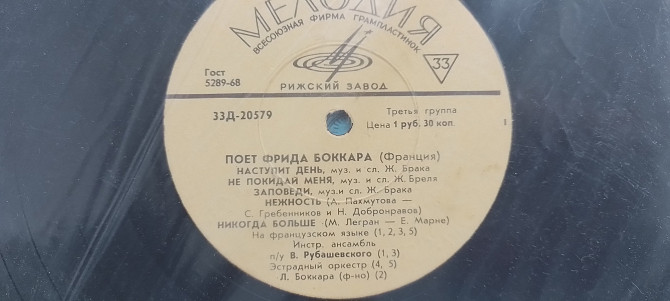 МЕЛОДИЯ
ВСЕСОЮЗНАЯ ФИРМА ГРАМПЛАСТИНОК
33
Гост
5289-68
РИЖСКИЙ ЗАВОД
33Д-20579
Третья группа
Цена 1 руб. 30 коп.
ПОЕТ ФРИДА БОККАРА (Франция)
НАСТУПИТ ДЕНЬ, муз. и сл. Ж. Брака
НЕ ПОКИДАЙ МЕНЯ, муз. и сл. Ж. Бреля
ЗАПОВЕДИ, муз.и сл. Ж. Брака
НЕЖНОСТЬ (А. Пахмутова —
С. Гребенников и Н. Добронравов)
НИКОГДА БОЛЬШЕ (М. Легран — Е. Марне)
На французском языке (1, 2, 3, 5)
Инстр. ансамбль
п/у В. Рубашевского (1, 3)
Эстрадный оркестр (4, 5)
Л. Боккара (ф-но) (2)